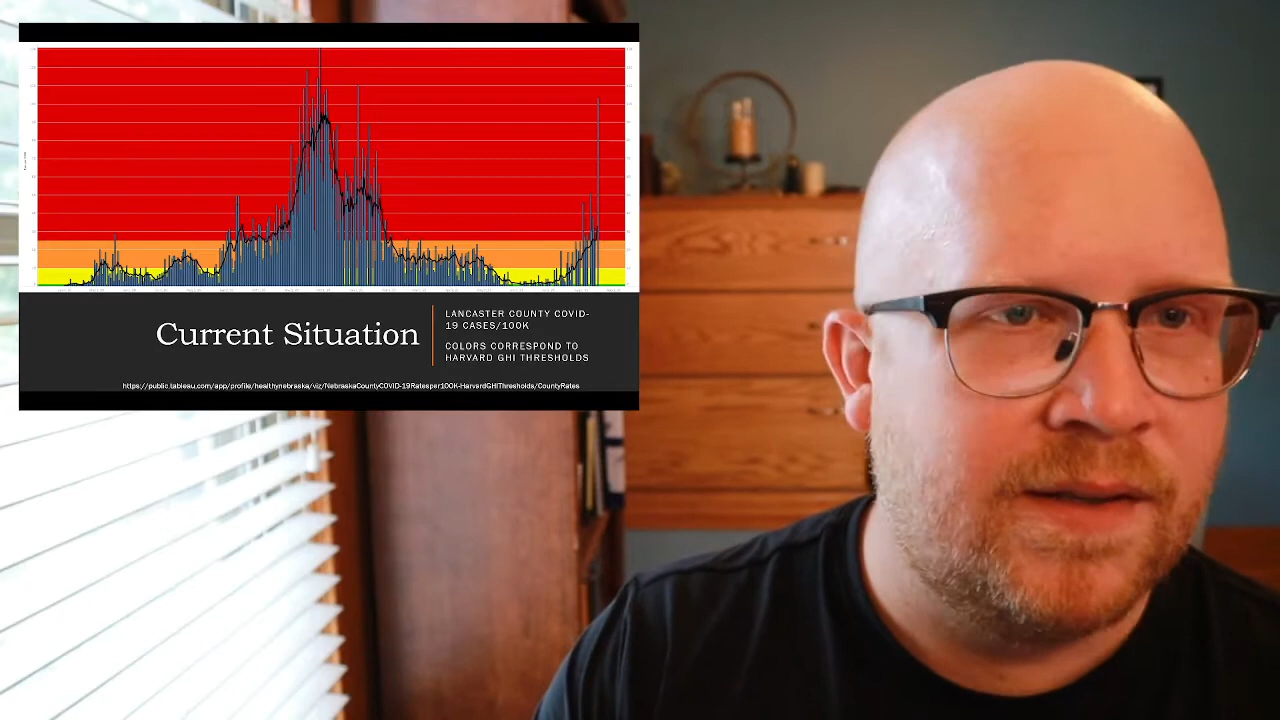 Current Situation
LANCASTER COUNTY COVID-
19 CASES/100K
COLORS CORRESPOND TO
HARVARD GHI THRESHOLDS
https://public.tableau.com/app/profile/healthynebraska/viz/NebraskaCountyCOVID-19Ratesper100K-HarvardGHIThresholds/CountyRates